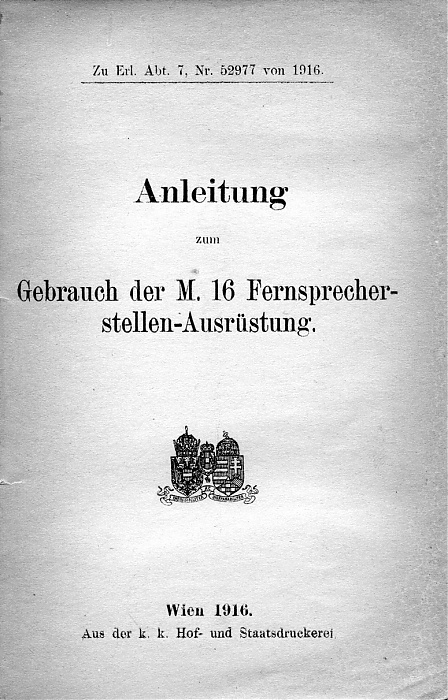 Zu Erl. Abt. 7, Nr. 52977 von 1916.
Anleitung
zum
Gebrauch der M. 16 Fernsprecher-
stellen-Ausrüstung.
Wien 1916.
Aus der k. k. Hof- und Staatsdruckerei.